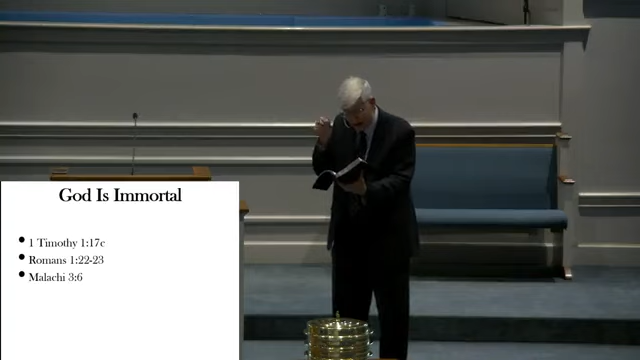 God Is Immortal
1 Timothy 1:17c
Romans 1:22-23
Malachi 3:6